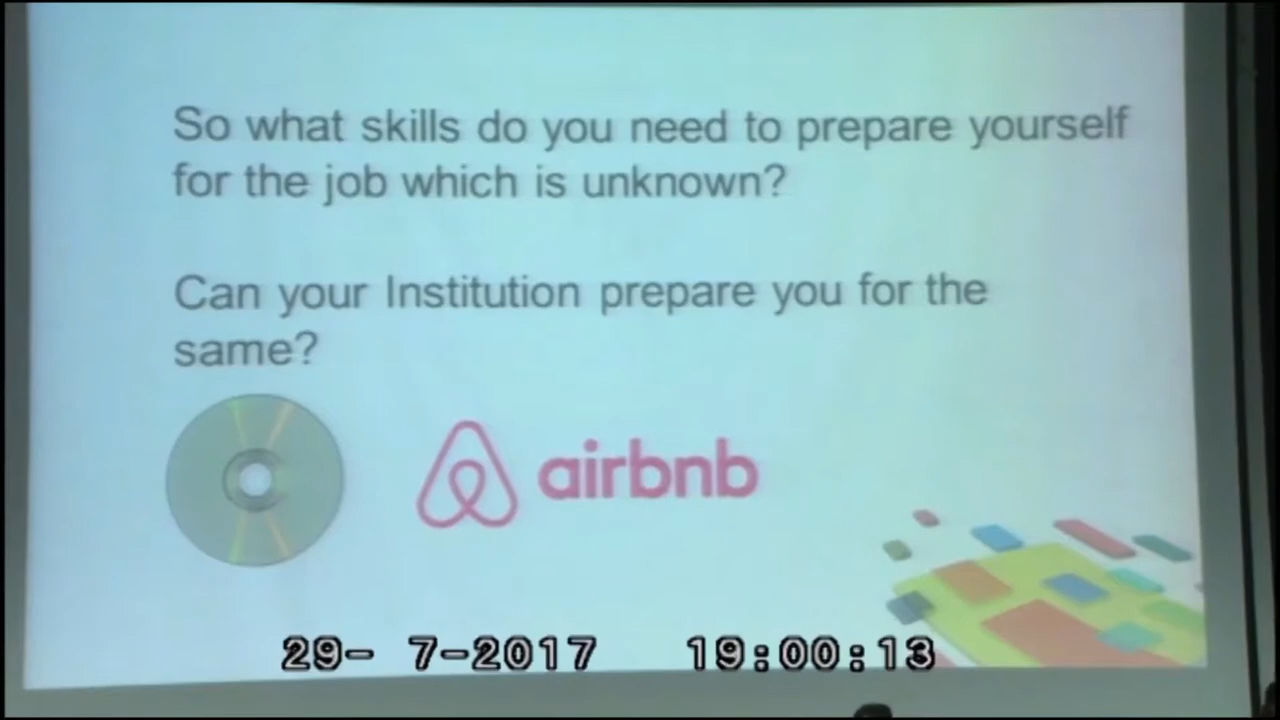 So what skills do you need to prepare yourself
for the job which is unknown?
Can your Institution prepare you for the
same?
airbnb
29- 7-2017 19:00:13